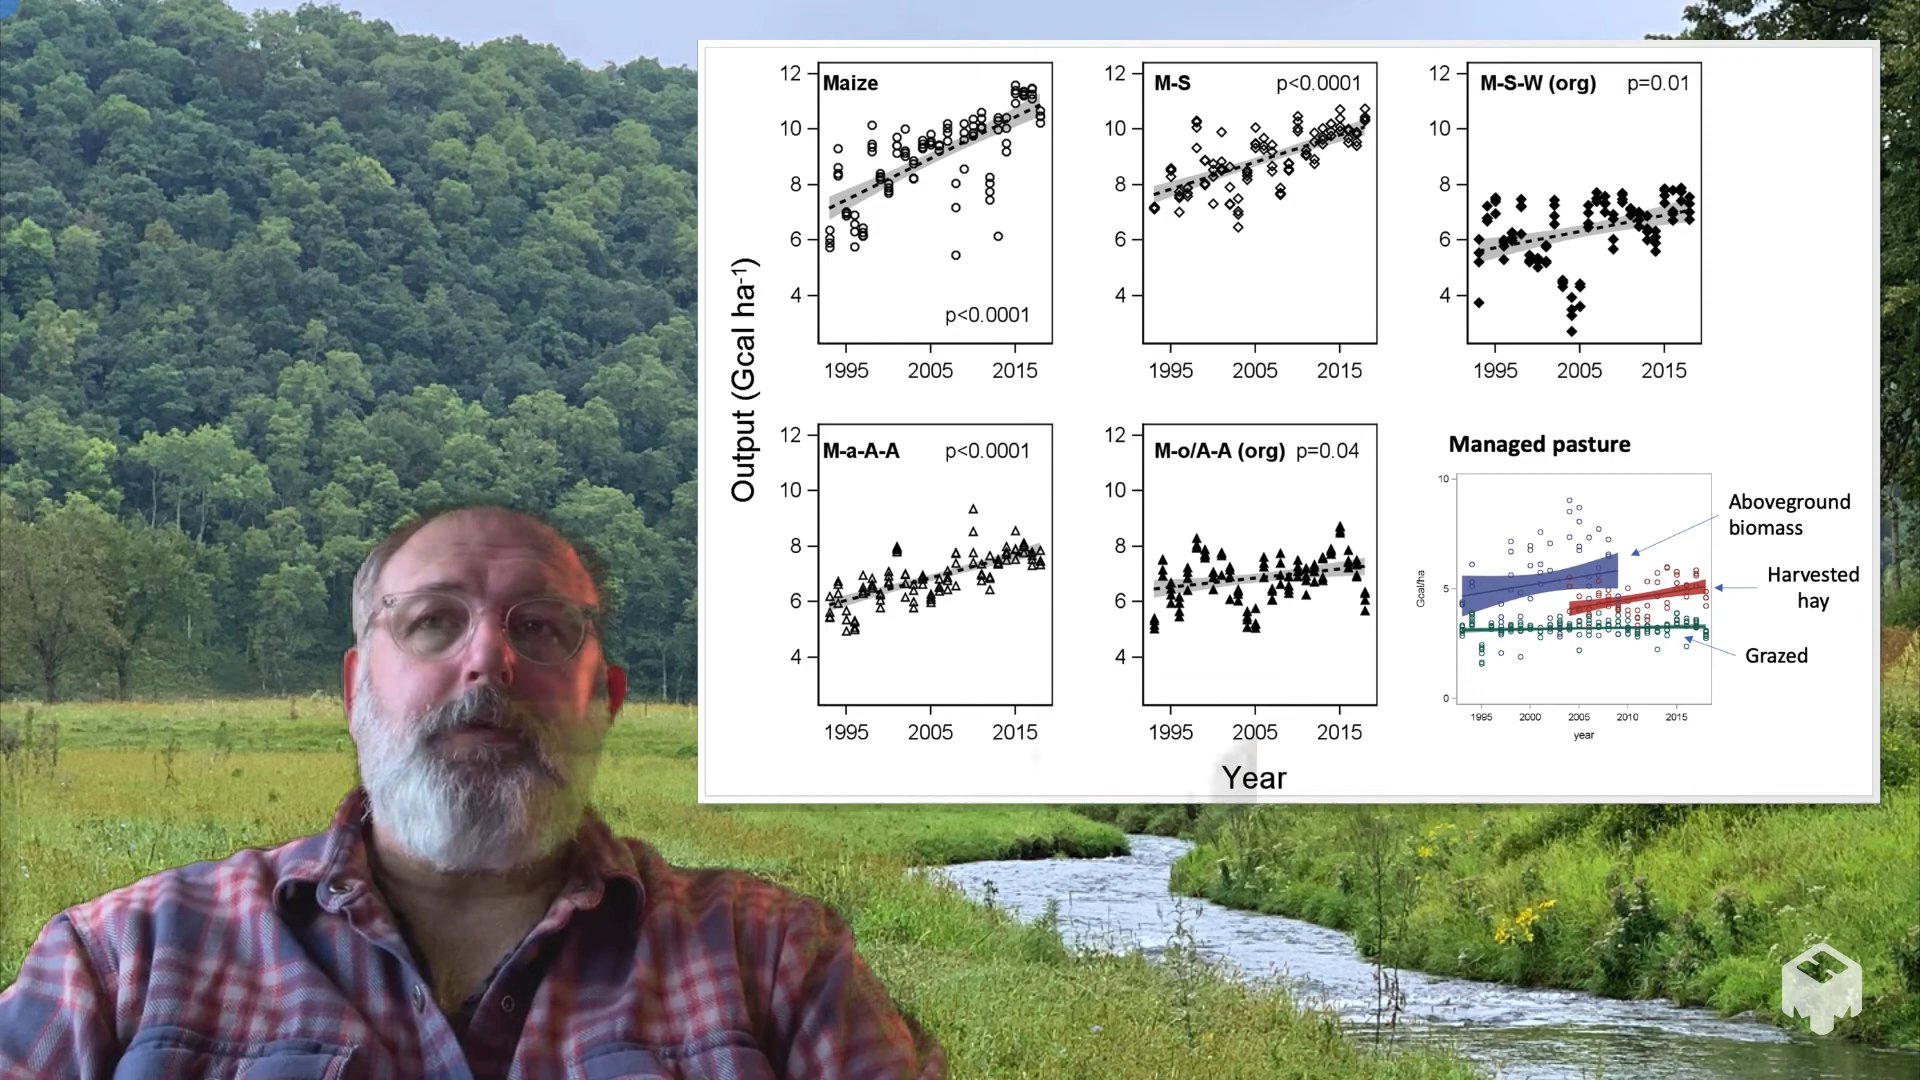 12
Maize
10
8
6
4
p<0.0001
1995 2005 2015
12
M-S p<0.0001
10
8
6
4
1995 2005 2015
12
M-S-W (org) p=0.01
10
8
6
4
1995 2005 2015
Output (Gcal ha-1)
12
M-a-A-A p<0.0001
10
8
6
4
1995 2005 2015
12
M-o/A-A (org) p=0.04
10
8
6
4
1995 2005 2015
Year
Managed pasture
10
5
0
Gcal/ha
1995 2000 2005 2010 2015
year
Aboveground
biomass
Harvested
hay
Grazed